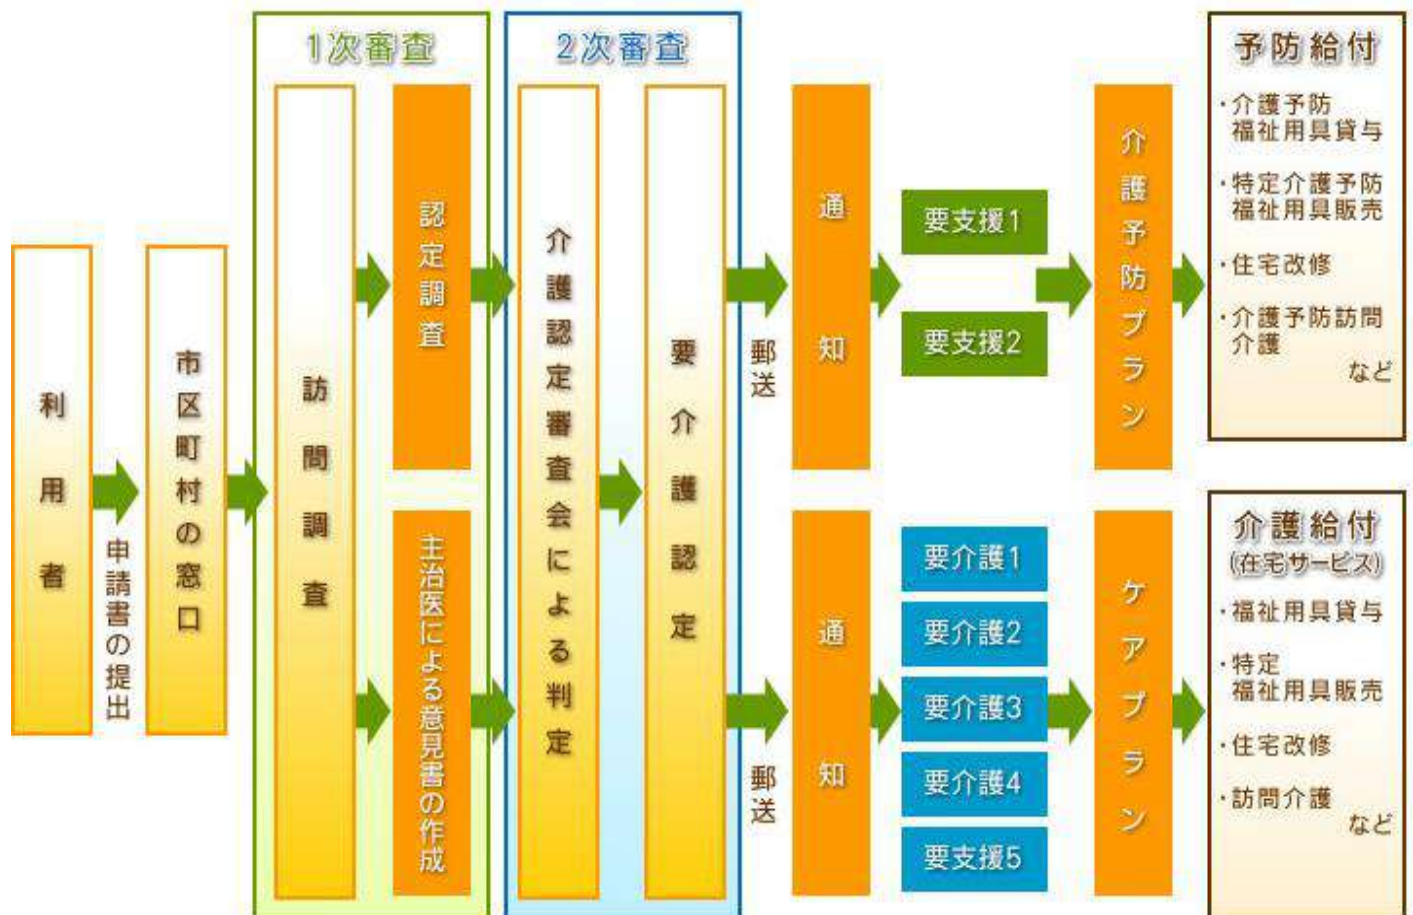 利用者
申請書の提出
市区町村の窓口
1次審査
訪問調査
認定調査
主治医による意見書の作成
2次審査
介護認定審査会による判定
要介護認定
郵送
通知
要支援1
要支援2
介護予防プラン
予防給付
・介護予防
福祉用具貸与
・特定介護予防
福祉用具販売
・住宅改修
・介護予防訪問
介護
など
郵送
通知
要介護1
要介護2
要介護3
要介護4
要支援5
ケアプラン
介護給付
(在宅サービス)
・福祉用具貸与
・特定
福祉用具販売
・住宅改修
・訪問介護
など